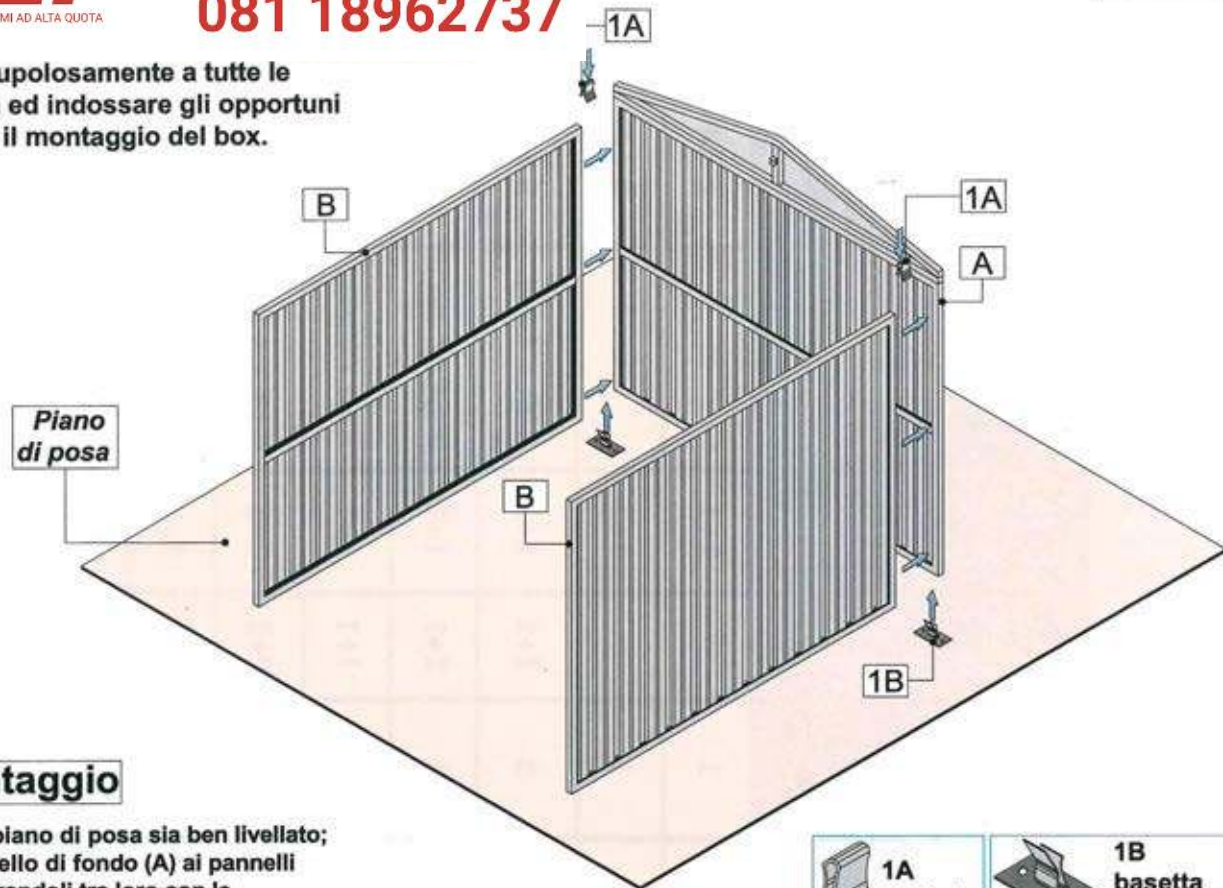 MI AD ALTA QUOTA
081 18962737
1A
upolosamente a tutte le
ed indossare gli opportuni
il montaggio del box.
B
1A
A
Piano
di posa
B
1B
taggio
piano di posa sia ben livellato;
ello di fondo (A) ai pannelli
1A
1B
basetta